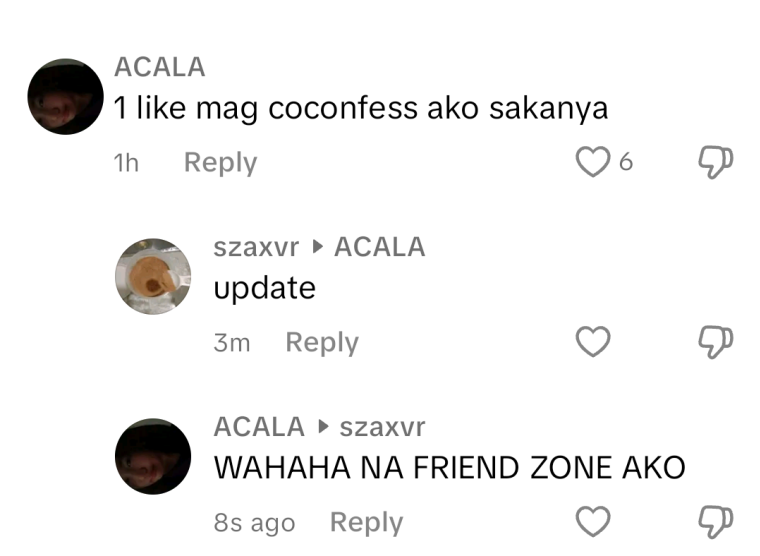 ACALA
1 like mag coconfess ako sakanya
1h Reply 6
szaxvr ▸ ACALA
update
3m Reply
ACALA ▸ szaxvr
WAHAHA NA FRIEND ZONE AKO
8s ago Reply